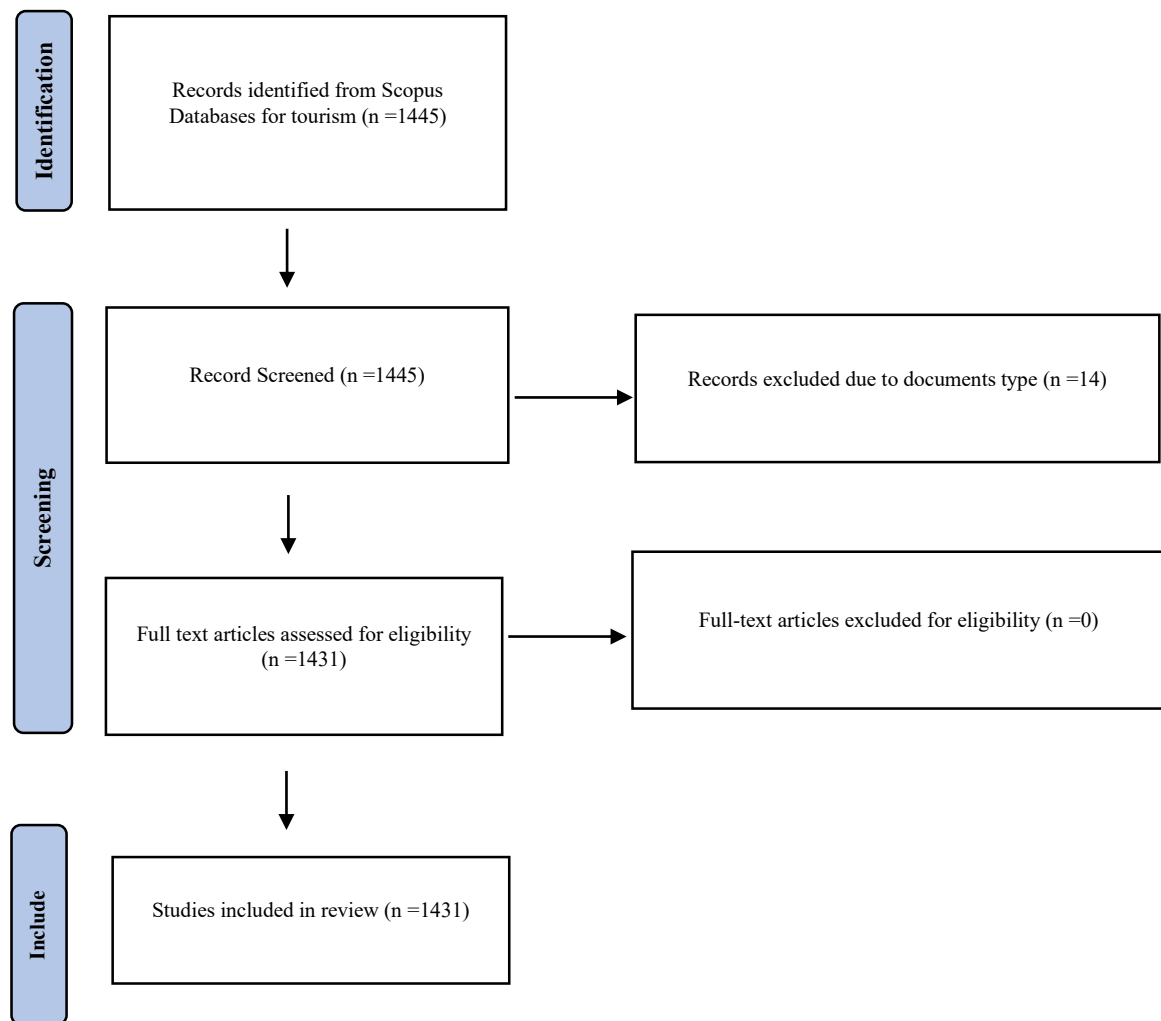 Identification
Records identified from Scopus
Databases for tourism (n =1445)
Screening
Record Screened (n =1445)
Records excluded due to documents type (n =14)
Full text articles assessed for eligibility
(n =1431)
Full-text articles excluded for eligibility (n =0)
Include
Studies included in review (n =1431)